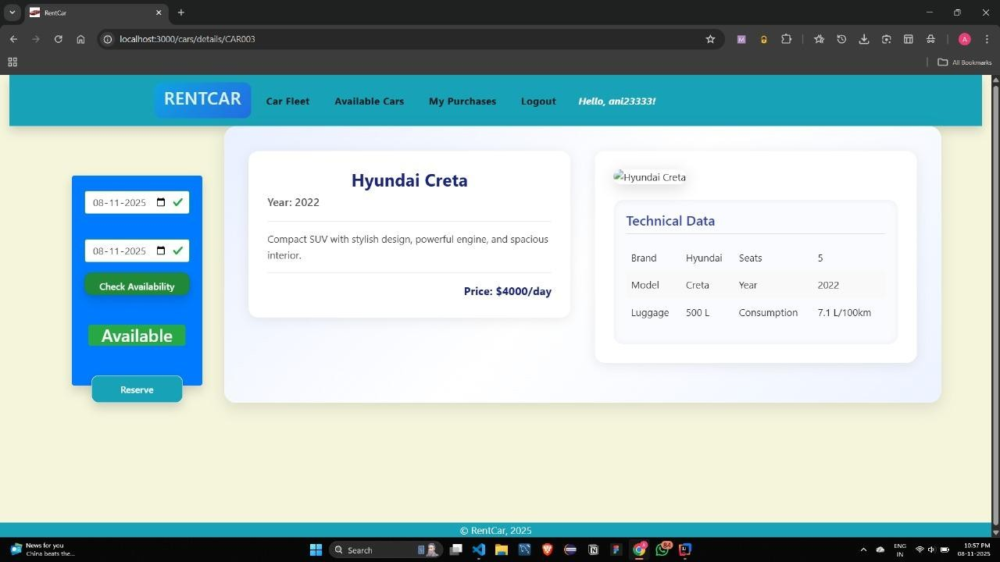 RentCar
localhost:3000/cars/details/CAR003
M
A
All Bookmarks
RENTCAR
Car Fleet
Available Cars
My Purchases
Logout
Hello, ani23333!
08-11-2025
08-11-2025
Check Availability
Available
Reserve
Hyundai Creta
Year: 2022
Compact SUV with stylish design, powerful engine, and spacious
interior.
Price: $4000/day
Hyundai Creta
Technical Data
Brand Hyundai Seats 5
Model Creta Year 2022
Luggage 500 L Consumption 7.1 L/100km
© RentCar, 2025
News for you
China beats the...
Search
84
ENG
IN
10:57 PM
08-11-2025